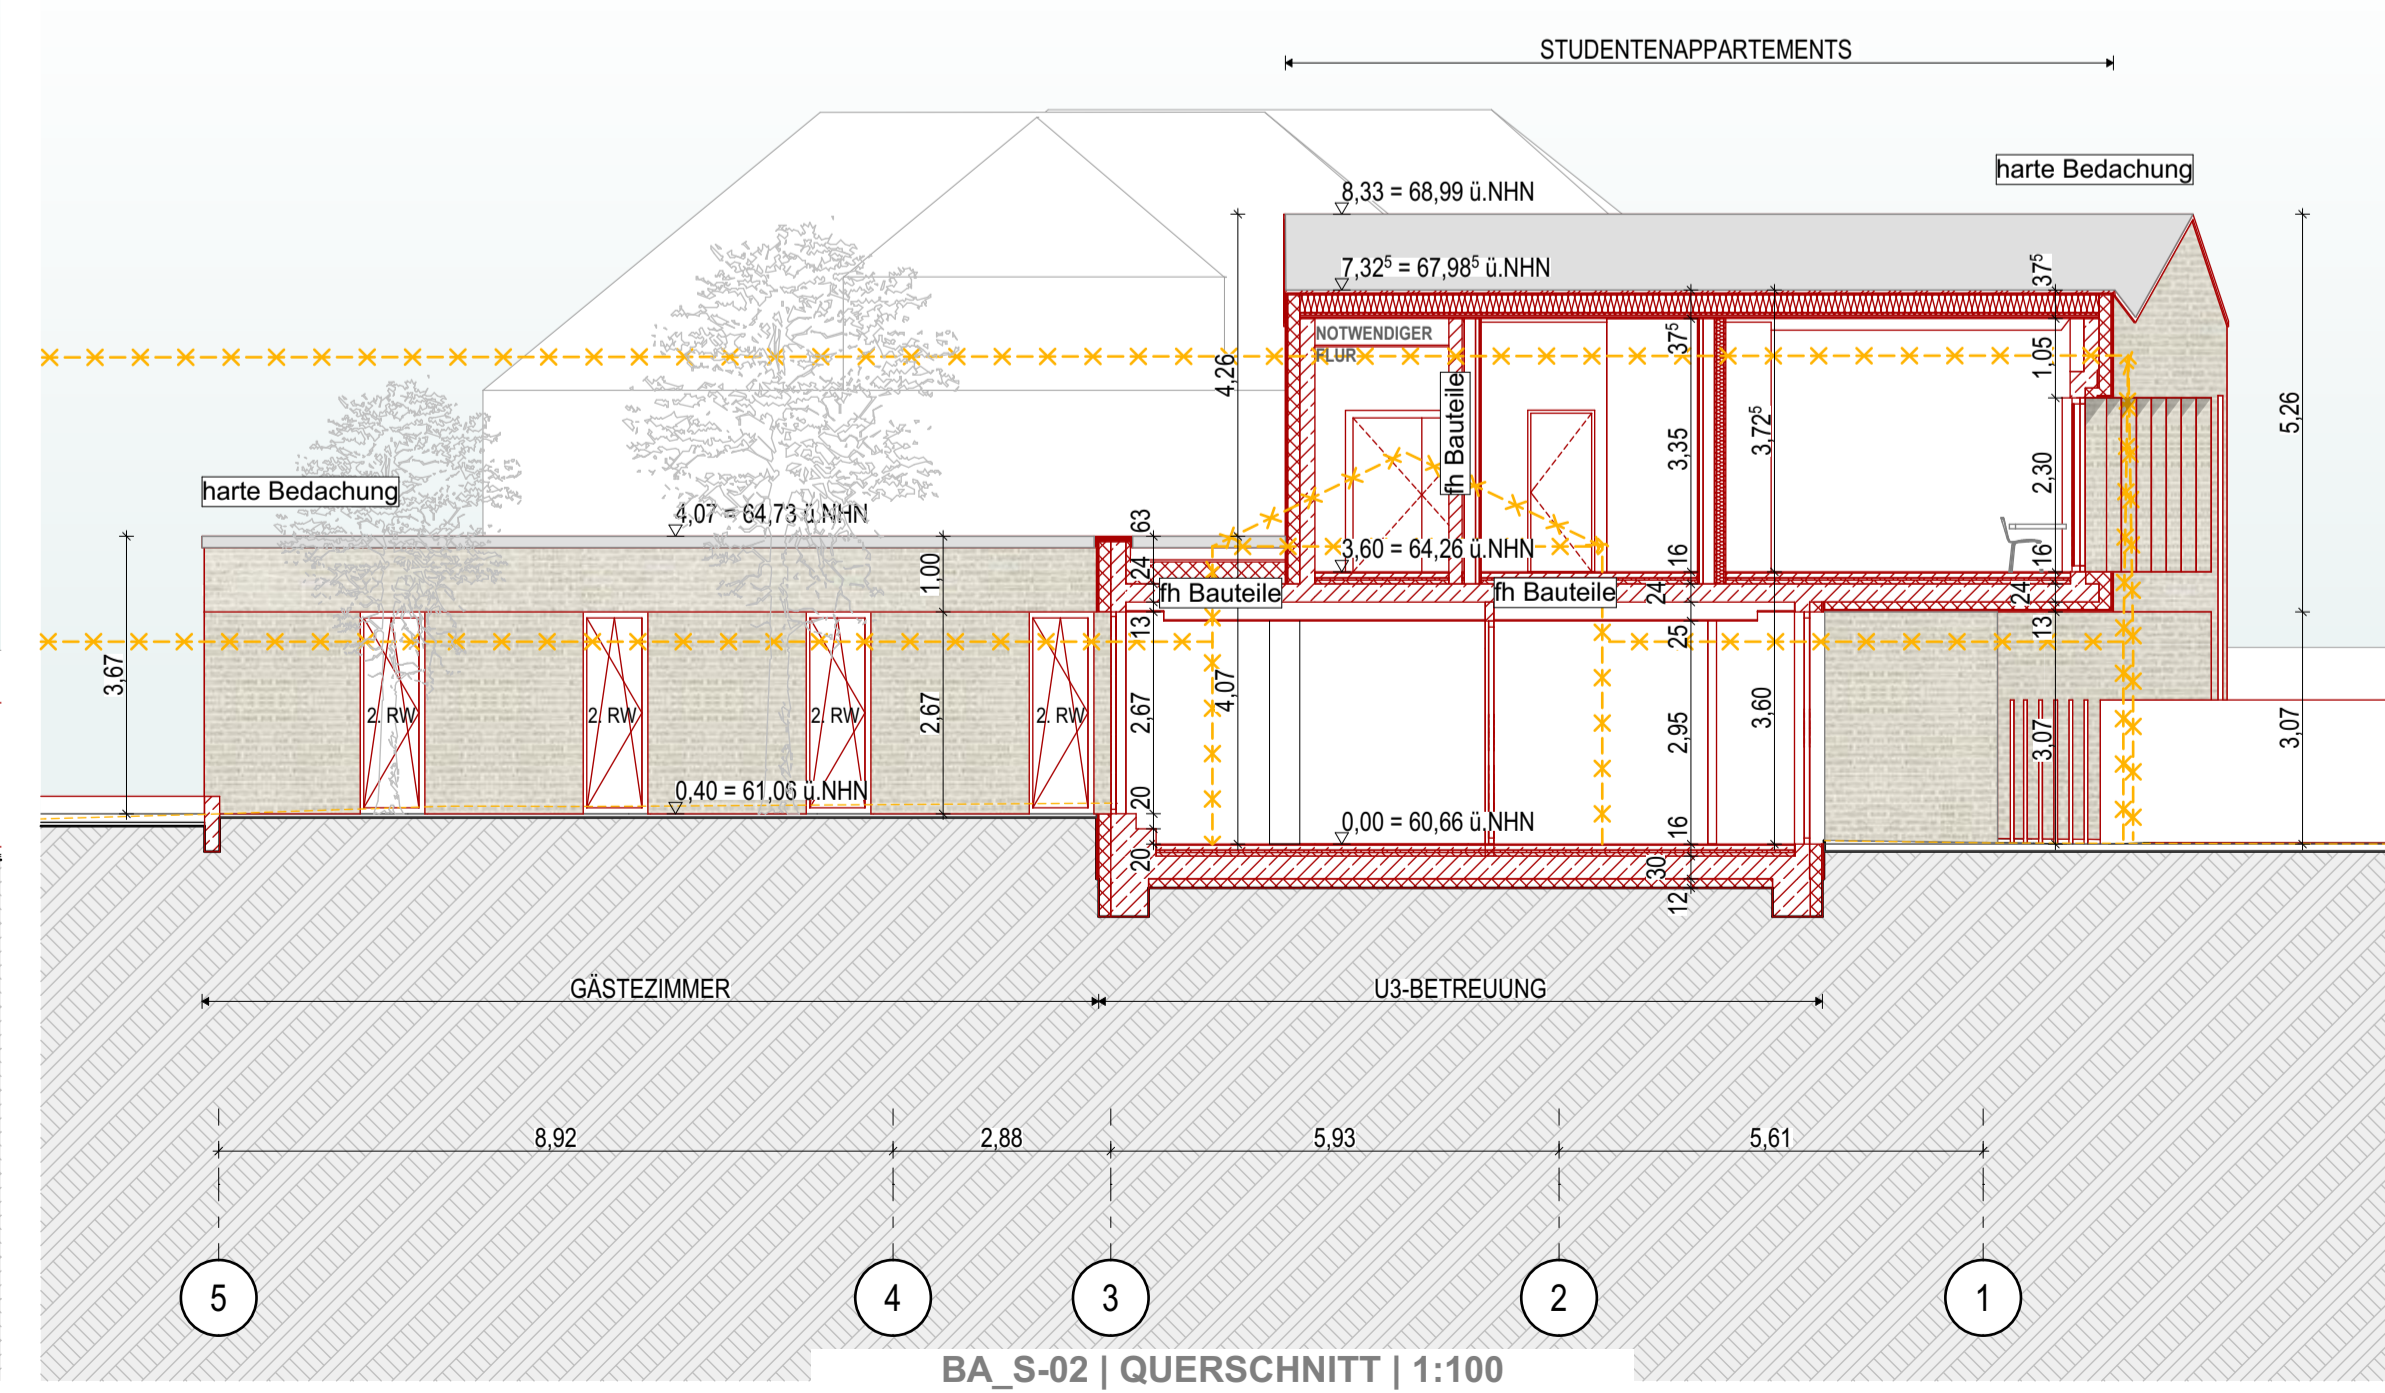 STUDENTENAPPARTEMENTS
harte Bedachung
8,33 = 68,99 ü.NHN
7,32⁵ = 67,98⁵ ü.NHN
37⁵
NOTWENDIGER
FLUR
37⁵
1,05
4,26
fh Bauteile
5,26
3,35
3,72⁵
2,30
harte Bedachung
4,07 = 64,73 ü.NHN
63
3,60 = 64,26 ü.NHN
16
16
1,00
24
fh Bauteile
fh Bauteile
24
24
13
25
13
3,67
2. RW
2. RW
2. RW
2. RW
2,67
2,67
4,07
2,95
3,60
3,07
3,07
0,40 = 61,06 ü.NHN
20
0,00 = 60,66 ü.NHN
16
20
30
12
GÄSTEZIMMER
U3-BETREUUNG
8,92
2,88
5,93
5,61
5
4
3
2
1
BA_S-02 | QUERSCHNITT | 1:100